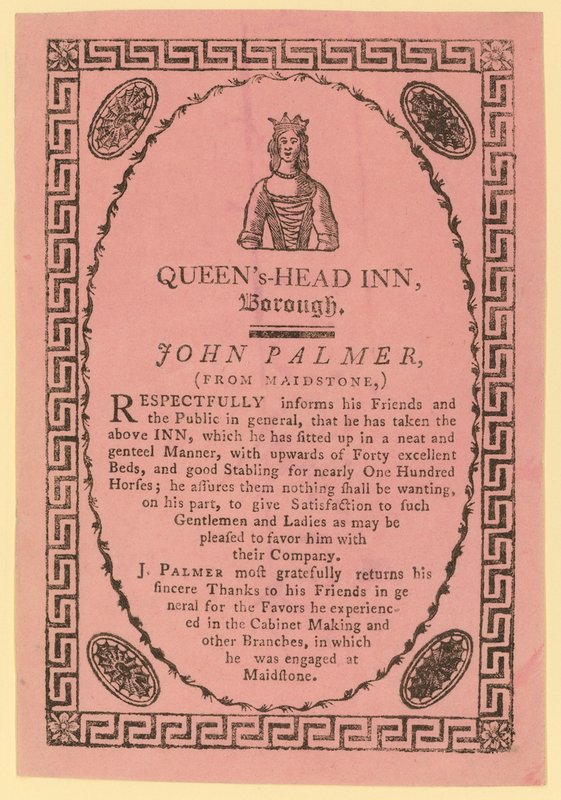 QUEEN's-HEAD INN,
Borough.
JOHN PALMER,
(FROM MAIDSTONE,)
RESPECTFULLY informs his Friends and
the Public in general, that he has taken the
above INN, which he has fitted up in a neat and
genteel Manner, with upwards of Forty excellent
Beds, and good Stabling for nearly One Hundred
Horſes; he aſſures them nothing ſhall be wanting,
on his part, to give Satisfaction to ſuch
Gentlemen and Ladies as may be
pleaſed to favor him with
their Company.
J. PALMER moſt gratefully returns his
ſincere Thanks to his Friends in ge
neral for the Favors he experienc-
ed in the Cabinet Making and
other Branches, in which
he was engaged at
Maidſtone.